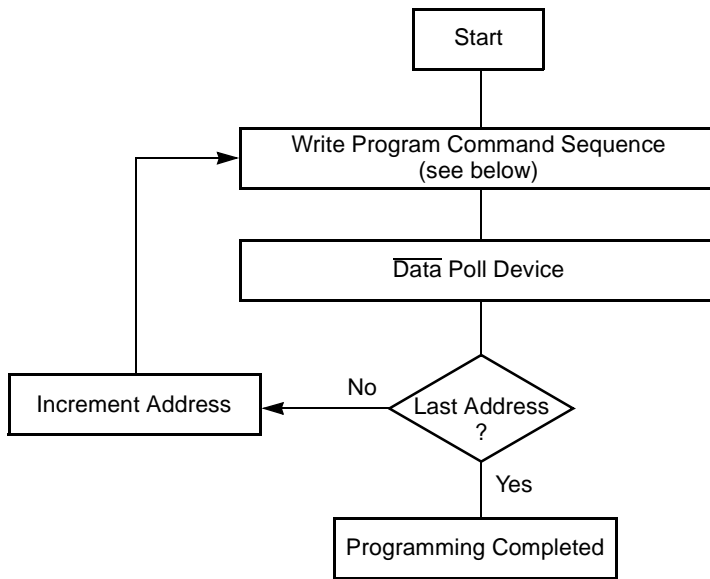 Start
Write Program Command Sequence
(see below)
Data Poll Device
Increment Address
No
Last Address
?
Yes
Programming Completed